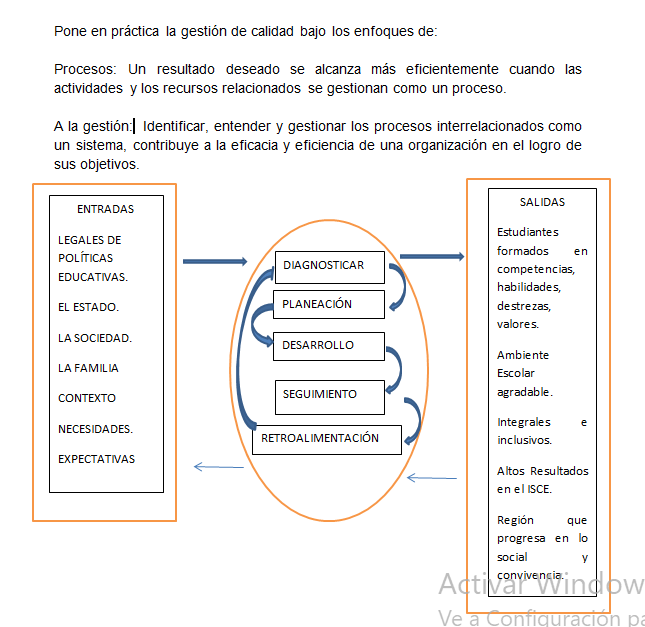 Pone en práctica la gestión de calidad bajo los enfoques de:
Procesos: Un resultado deseado se alcanza más eficientemente cuando las
actividades y los recursos relacionados se gestionan como un proceso.
A la gestión: Identificar, entender y gestionar los procesos interrelacionados como
un sistema, contribuye a la eficacia y eficiencia de una organización en el logro de
sus objetivos.
ENTRADAS
LEGALES DE
POLÍTICAS
EDUCATIVAS.
EL ESTADO.
LA SOCIEDAD.
LA FAMILIA
CONTEXTO
NECESIDADES.
EXPECTATIVAS
DIAGNOSTICAR
PLANEACIÓN
DESARROLLO
SEGUIMIENTO
RETROALIMENTACIÓN
SALIDAS
Estudiantes
formados en
competencias,
habilidades,
destrezas,
valores.
Ambiente
Escolar
agradable.
Integrales e
inclusivos.
Altos Resultados
en el ISCE.
Región que
progresa en lo
social y
convivencia.
Activar Window
Ve a Configuración pa